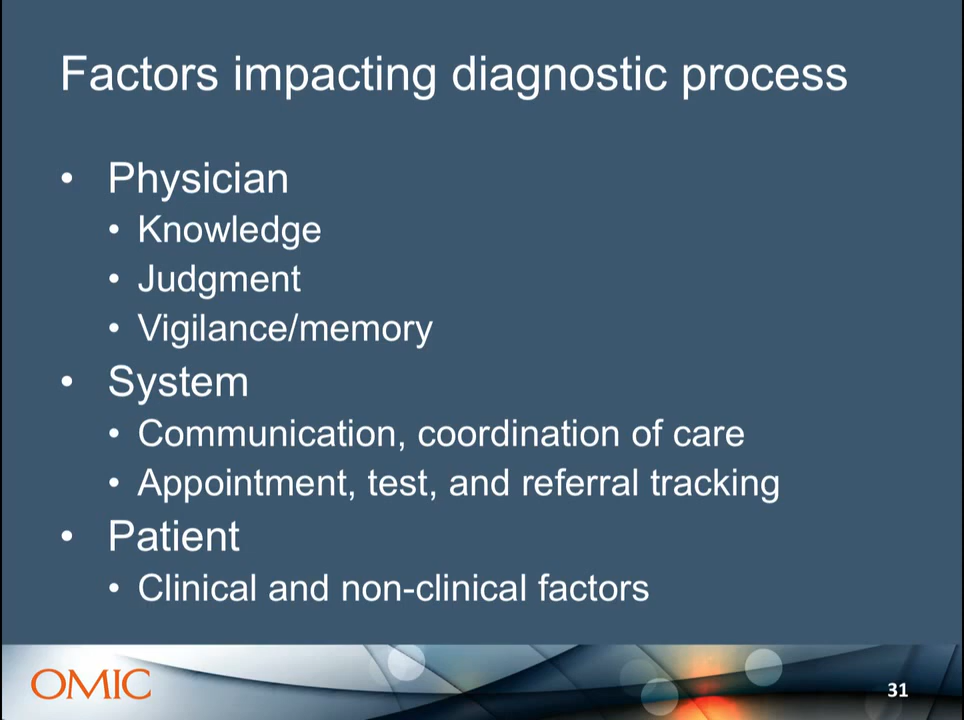 Factors impacting diagnostic process
• Physician
• Knowledge
• Judgment
• Vigilance/memory
• System
• Communication, coordination of care
• Appointment, test, and referral tracking
• Patient
• Clinical and non-clinical factors
OMIC
31